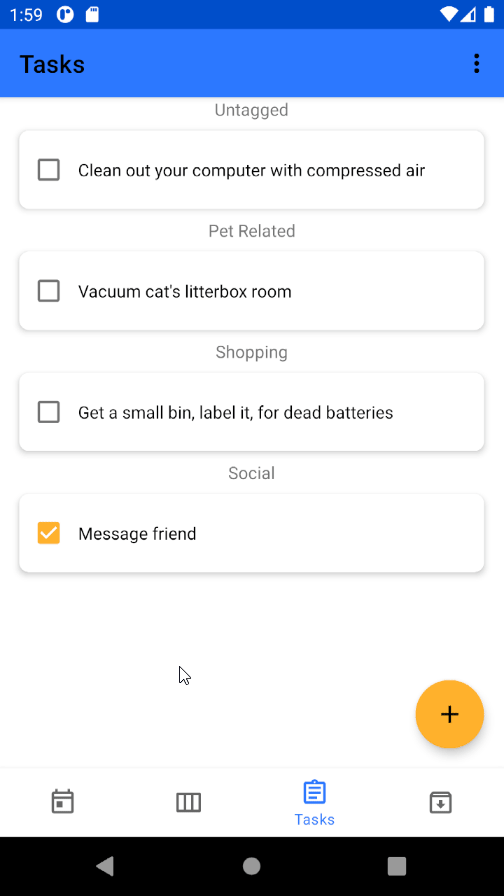 1:59
Tasks
Untagged
Clean out your computer with compressed air
Pet Related
Vacuum cat's litterbox room
Shopping
Get a small bin, label it, for dead batteries
Social
Message friend
Tasks